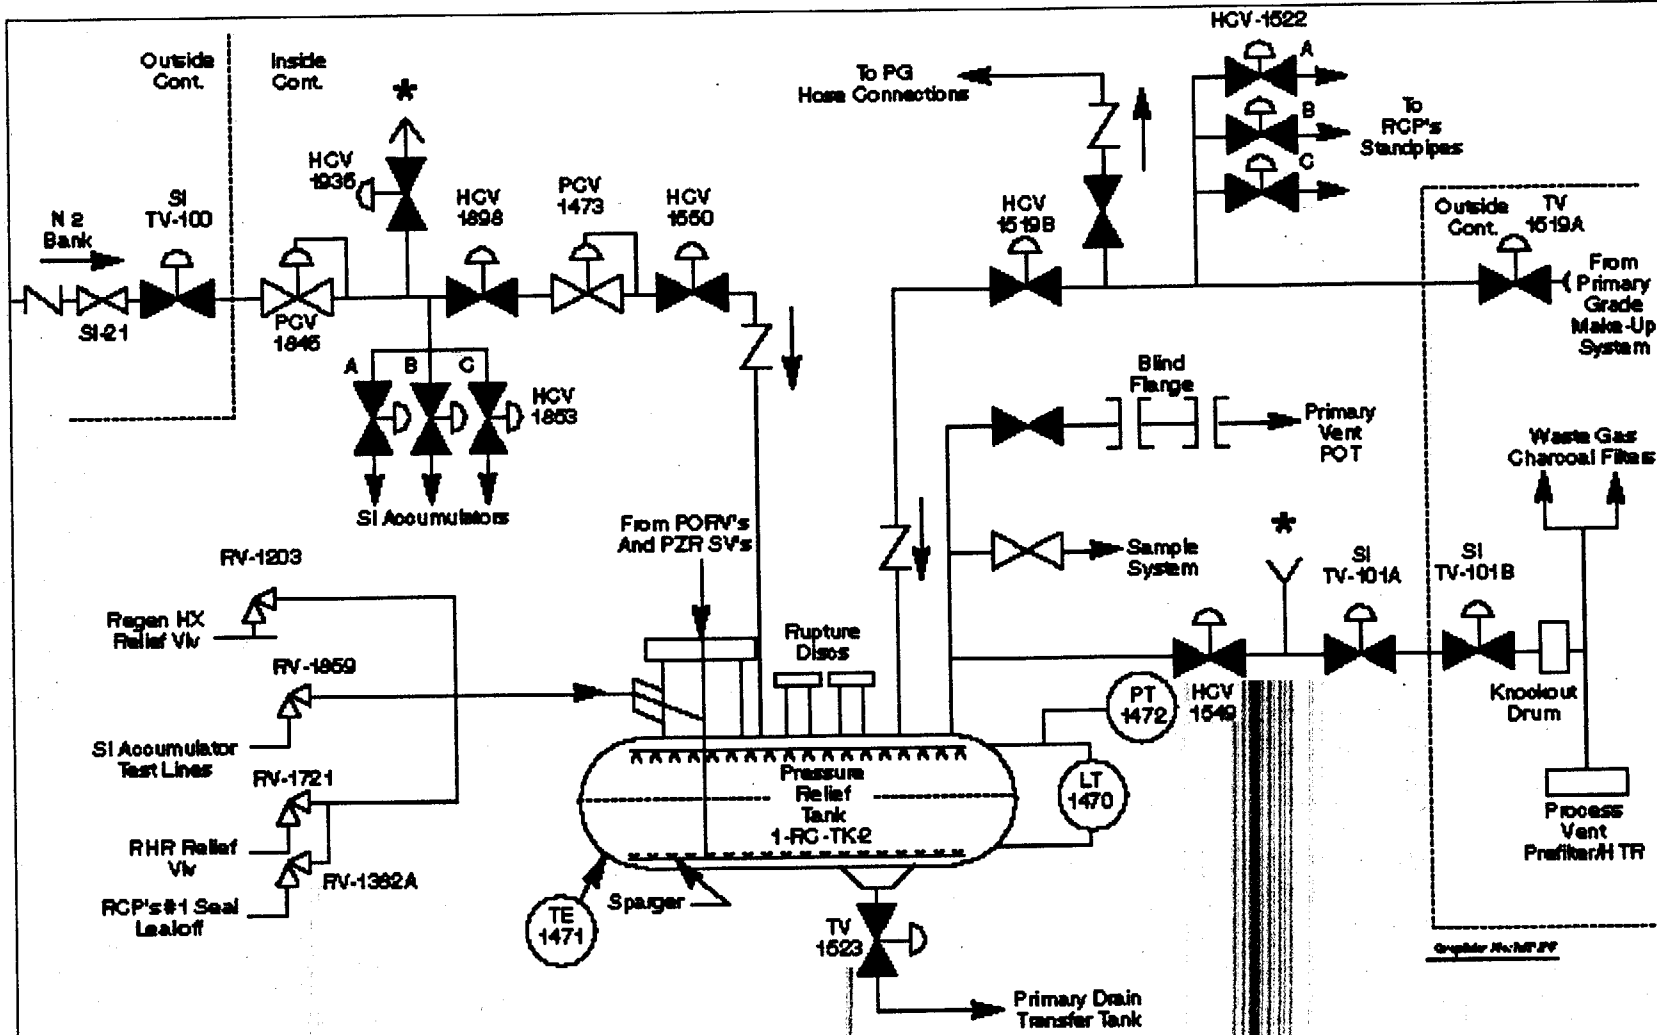 Outside
Cont.
Inside
Cont.
*
HCV
1935
SI
TV-100
N2
Bank
SI-21
PCV
1845
HCV
1898
PCV
1473
HCV
1550
A
B
C
HCV
1853
SI Accumulators
HCV-1522
A
B
C
To PG
Hose Connections
To
RCP's
Standpipes
HCV
1519B
Outside
Cont.
TV
1519A
From
Primary
Grade
Make-Up
System
Blind
Flange
Primary
Vent
POT
Waste Gas
Charcoal Filters
From PORV's
And PZR SV's
Sample
System
*
SI
TV-101A
SI
TV-101B
RV-1203
Regen HX
Relief Vlv
RV-1859
SI Accumulator
Test Lines
RV-1721
RHR Relief
Vlv
RV-1382A
RCP's #1 Seal
Leakoff
Rupture
Discs
PT
1472
HCV
1549
Knockout
Drum
LT
1470
Pressure
Relief
Tank
1-RC-TK-2
Process
Vent
Prefilter/HTR
TE
1471
Sparger
TV
1523
Primary Drain
Transfer Tank